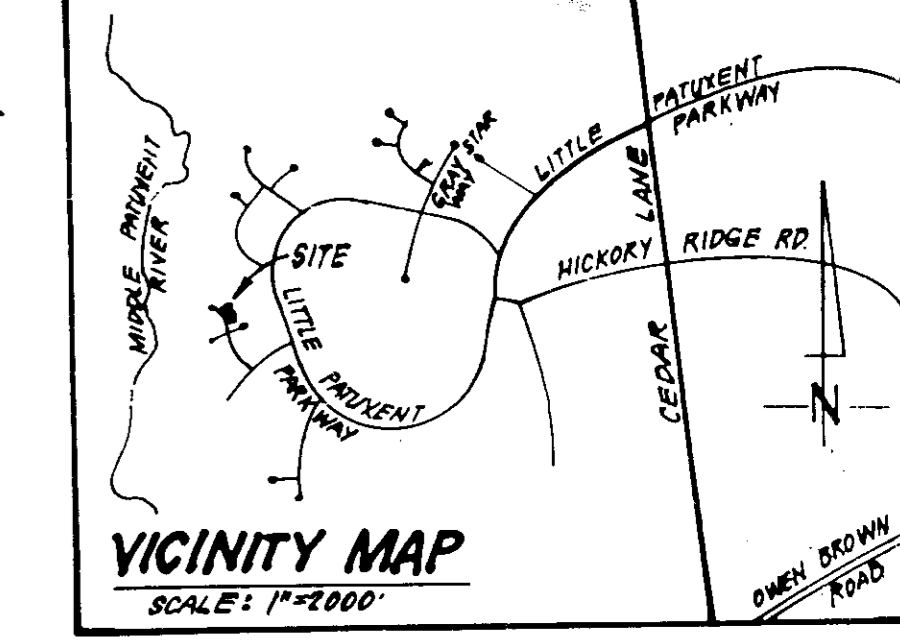 PATUXENT
PARKWAY
LITTLE
GRAY STAR
WAY
LANE
CEDAR
HICKORY RIDGE RD.
MIDDLE PATUXENT
RIVER
SITE
LITTLE
PATUXENT
PARKWAY
N
VICINITY MAP
SCALE: 1"=2000'
OWEN BROWN
ROAD